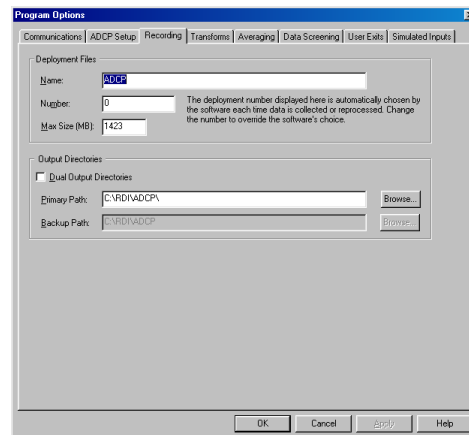 Program Options
Communications
ADCP Setup
Recording
Transforms
Averaging
Data Screening
User Exits
Simulated Inputs
Deployment Files
Name:
ADCP
Number:
0
The deployment number displayed here is automatically chosen by
the software each time data is collected or reprocessed. Change
the number to override the software's choice.
Max Size (MB):
1423
Output Directories
Dual Output Directories
Primary Path:
C:\RDI\ADCP\
Browse...
Backup Path:
C:\RDI\ADCP
Browse...
OK
Cancel
Apply
Help